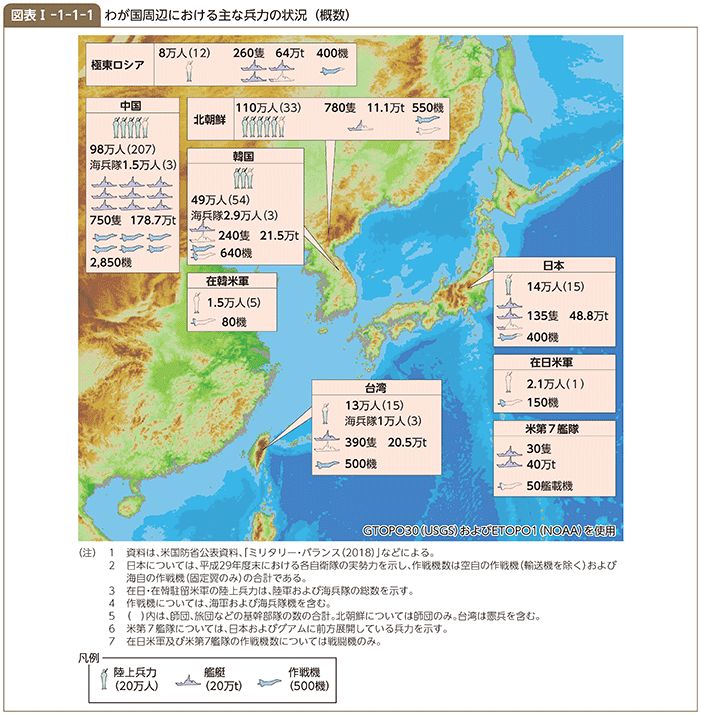 図表Ⅰ-1-1-1 わが国周辺における主な兵力の状況（概数）
極東ロシア
8万人(12) 260隻 64万t 400機
中国
98万人(207)
海兵隊1.5万人(3)
750隻 178.7万t
2,850機
北朝鮮
110万人(33) 780隻 11.1万t 550機
韓国
49万人(54)
海兵隊2.9万人(3)
240隻 21.5万t
640機
在韓米軍
1.5万人(5)
80機
日本
14万人(15)
135隻 48.8万t
400機
在日米軍
2.1万人(1)
150機
台湾
13万人(15)
海兵隊1万人(3)
390隻 20.5万t
500機
米第7艦隊
30隻
40万t
50艦載機
GTOPO30(USGS)およびETOPO1(NOAA)を使用
(注) 1 資料は、米国防省公表資料、「ミリタリー・バランス(2018)」などによる。
2 日本については、平成29年度末における各自衛隊の実勢力を示し、作戦機数は空自の作戦機(輸送機を除く)および
海自の作戦機(固定翼のみ)の合計である。
3 在日・在韓駐留米軍の陸上兵力は、陸軍および海兵隊の総数を示す。
4 作戦機については、海軍および海兵隊機を含む。
5 ( )内は、師団、旅団などの基幹部隊の数の合計。北朝鮮については師団のみ。台湾は憲兵を含む。
6 米第7艦隊については、日本およびグアムに前方展開している兵力を示す。
7 在日米軍及び米第7艦隊の作戦機数については戦闘機のみ。
凡例
陸上兵力 艦艇 作戦機
(20万人) (20万t) (500機)